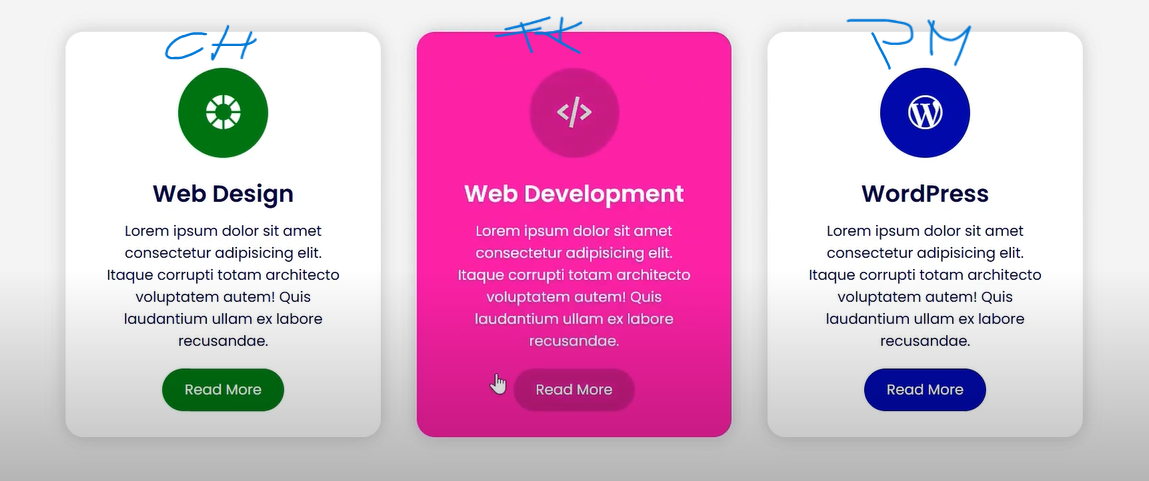 CH
FK
PM
Web Design
Lorem ipsum dolor sit amet
consectetur adipisicing elit.
Itaque corrupti totam architecto
voluptatem autem! Quis
laudantium ullam ex labore
recusandae.
Read More
Web Development
Lorem ipsum dolor sit amet
consectetur adipisicing elit.
Itaque corrupti totam architecto
voluptatem autem! Quis
laudantium ullam ex labore
recusandae.
Read More
WordPress
Lorem ipsum dolor sit amet
consectetur adipisicing elit.
Itaque corrupti totam architecto
voluptatem autem! Quis
laudantium ullam ex labore
recusandae.
Read More